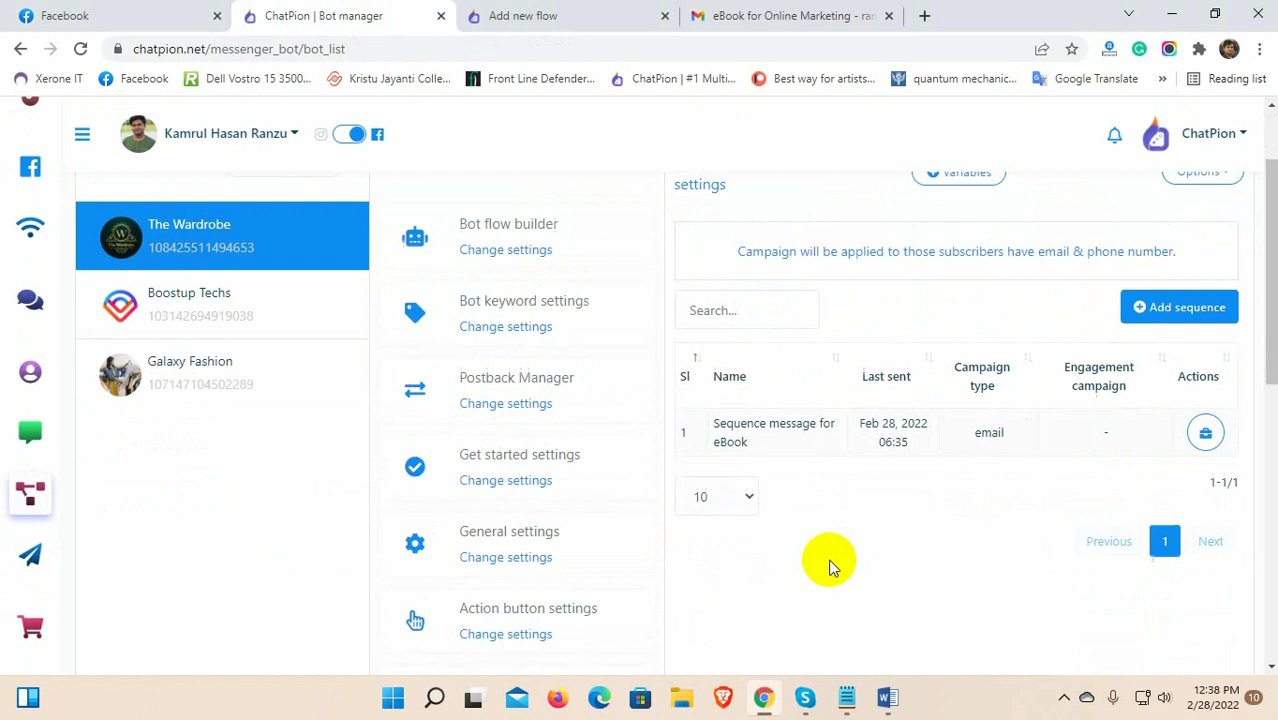 Facebook
ChatPion | Bot manager
Add new flow
eBook for Online Marketing - ran
chatpion.net/messenger_bot/bot_list
Xerone IT
Facebook
Dell Vostro 15 3500...
Kristu Jayanti Colle...
Front Line Defender...
ChatPion | #1 Multi...
Best way for artists...
quantum mechanic...
Google Translate
»
Reading list
Kamrul Hasan Ranzu
ChatPion
The Wardrobe
108425511494653
Boostup Techs
103142694919038
Galaxy Fashion
107147104502289
Bot flow builder
Change settings
Bot keyword settings
Change settings
Postback Manager
Change settings
Get started settings
Change settings
General settings
Change settings
Action button settings
Change settings
settings
Variables
Options
Campaign will be applied to those subscribers have email & phone number.
Search...
Add sequence
Sl
Name
Last sent
Campaign type
Engagement campaign
Actions
1
Sequence message for eBook
Feb 28, 2022 06:35
email
-
10
1-1/1
Previous
1
Next
12:38 PM
2/28/2022
10